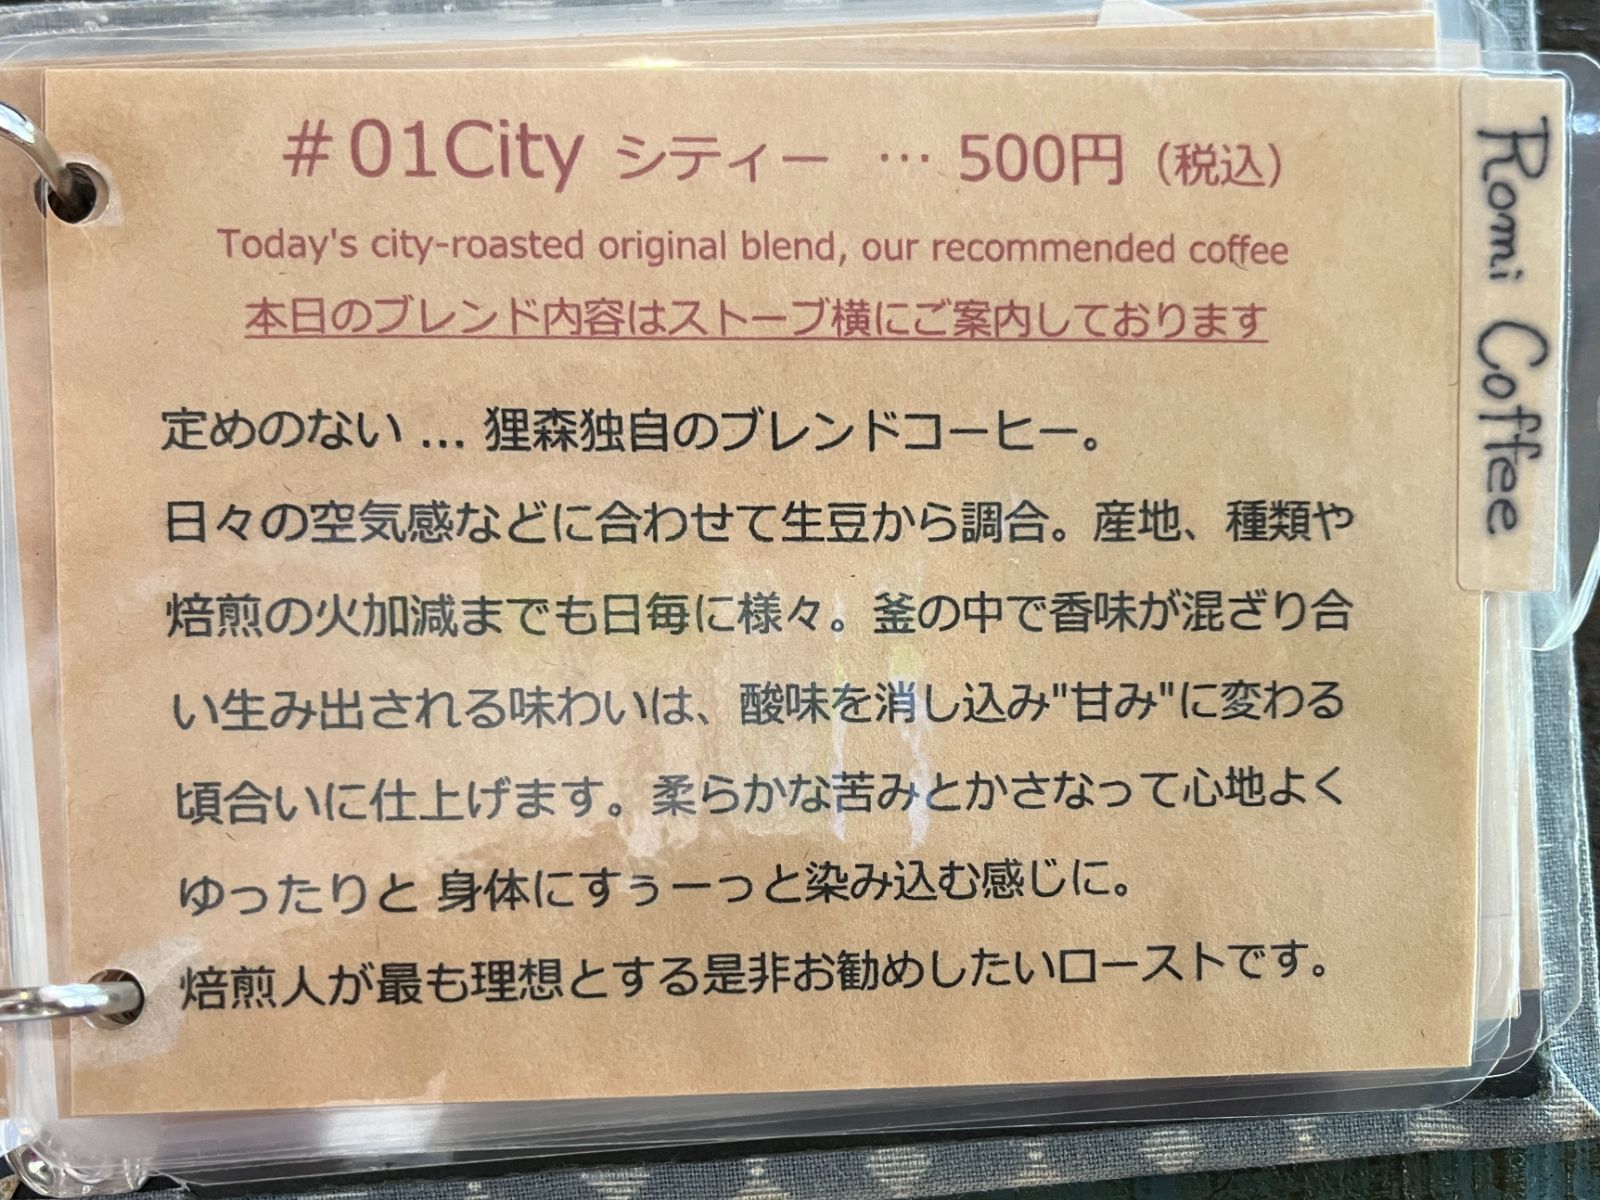 #01City シティー … 500円（税込）
Today's city-roasted original blend, our recommended coffee
本日のブレンド内容はストーブ横にご案内しております
定めのない … 狸森独自のブレンドコーヒー。
日々の空気感などに合わせて生豆から調合。産地、種類や
焙煎の火加減までも日毎に様々。釜の中で香味が混ざり合
い生み出される味わいは、酸味を消し込み"甘み"に変わる
頃合いに仕上げます。柔らかな苦みとかさなって心地よく
ゆったりと 身体にすぅーっと染み込む感じに。
焙煎人が最も理想とする是非お勧めしたいローストです。
Romi Coffee